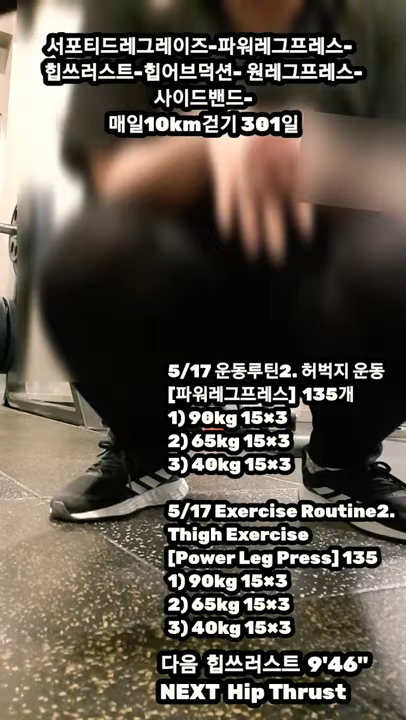 서포티드레그레이즈-파워레그프레스-
힙쓰러스트-힙어브덕션- 원레그프레스-
사이드밴드-
매일10km걷기 301일
5/17 운동루틴2. 허벅지 운동
[파워레그프레스] 135개
1) 90kg 15×3
2) 65kg 15×3
3) 40kg 15×3
5/17 Exercise Routine2.
Thigh Exercise
[Power Leg Press] 135
1) 90kg 15×3
2) 65kg 15×3
3) 40kg 15×3
다음 힙쓰러스트 9'46"
NEXT Hip Thrust